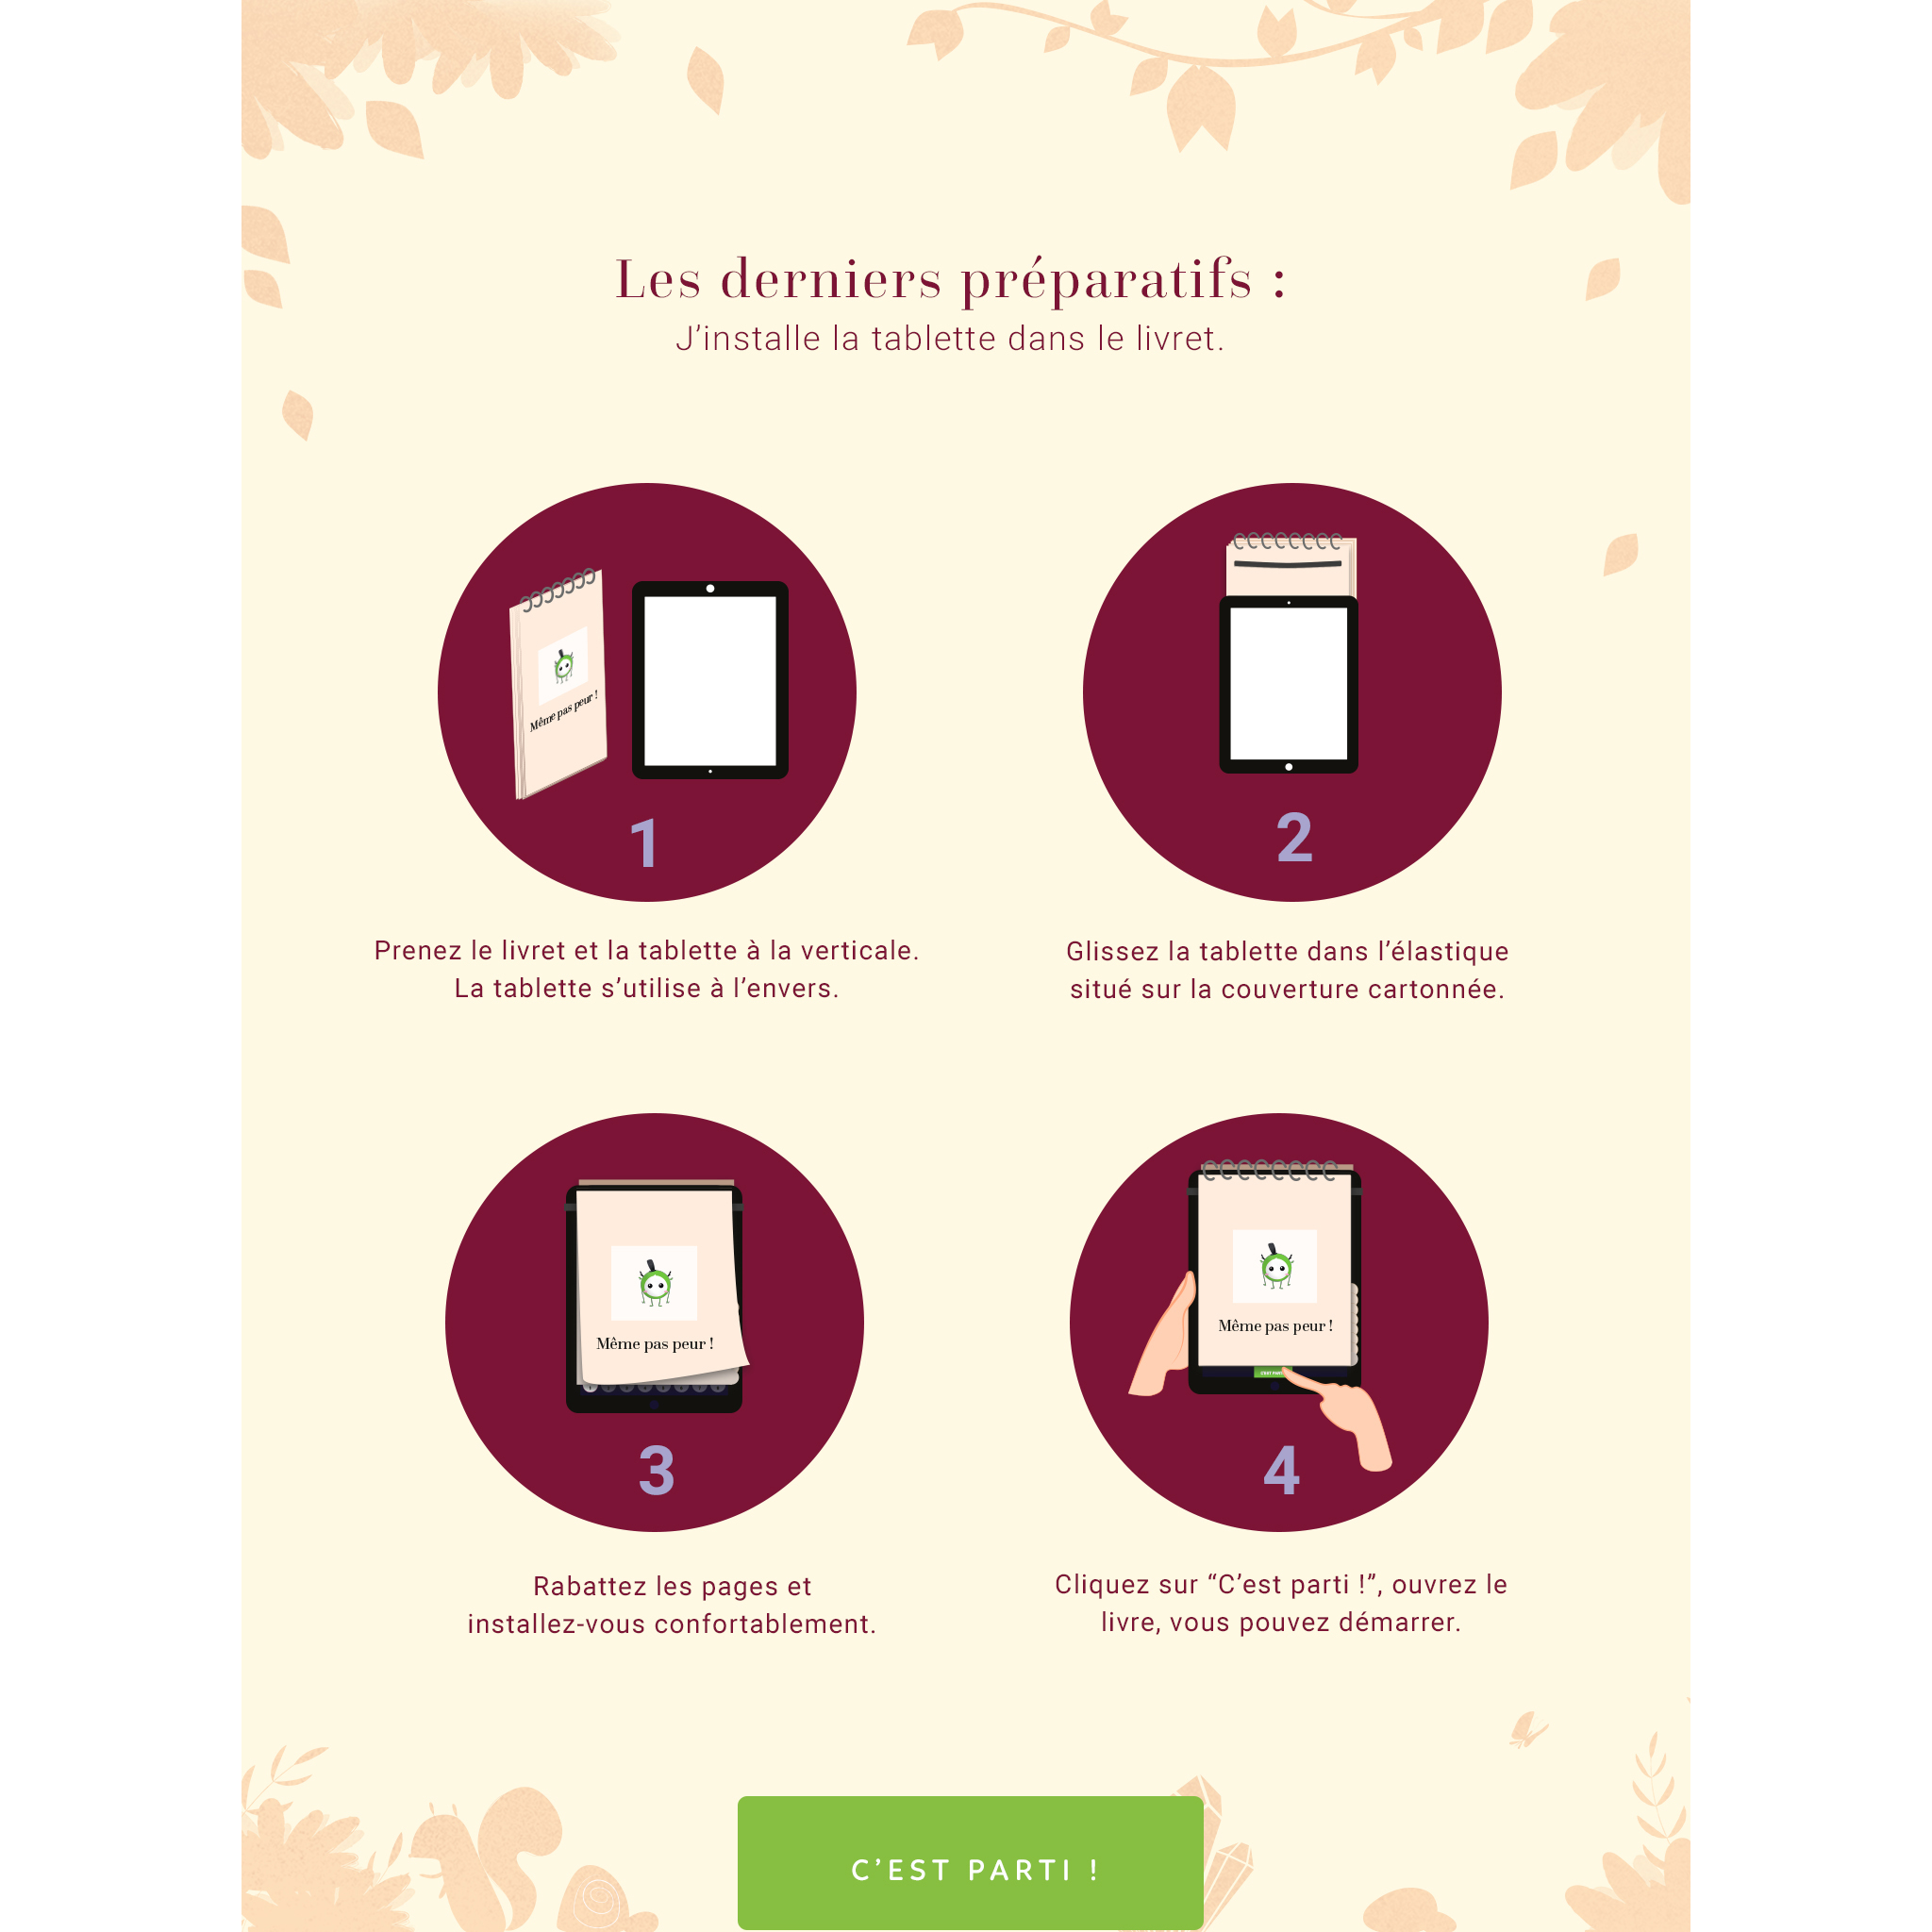 Les derniers préparatifs :
J’installe la tablette dans le livret.
Même pas peur !
1
2
Prenez le livret et la tablette à la verticale.
La tablette s’utilise à l’envers.
Glissez la tablette dans l’élastique
situé sur la couverture cartonnée.
Même pas peur !
3
Même pas peur !
4
Rabattez les pages et
installez-vous confortablement.
Cliquez sur “C’est parti !”, ouvrez le
livre, vous pouvez démarrer.
C’EST PARTI !